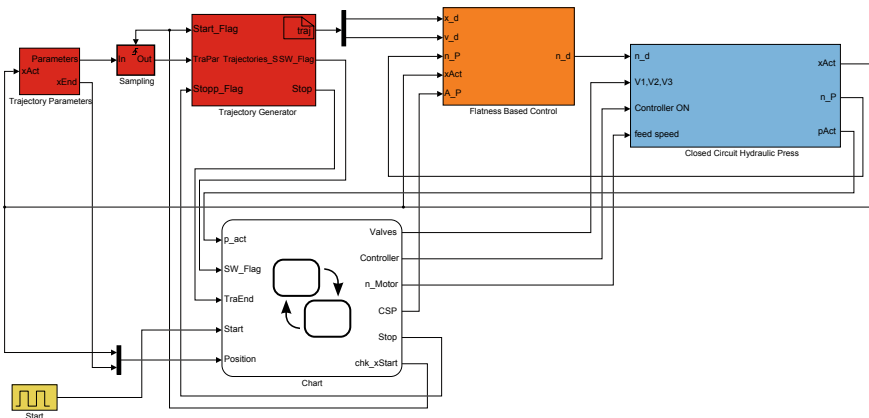 Parameters
xAct
xEnd
Trajectory Parameters
In
Out
Sampling
Start_Flag
traj
TraPar
Trajectories_S
SW_Flag
Stopp_Flag
Stop
Trajectory Generator
x_d
v_d
n_P
n_d
xAct
A_P
Flatness Based Control
n_d
xAct
V1,V2,V3
n_P
Controller ON
pAct
feed speed
Closed Circuit Hydraulic Press
p_act
Valves
SW_Flag
Controller
n_Motor
TraEnd
CSP
Start
Stop
Position
chk_xStart
Chart
Start